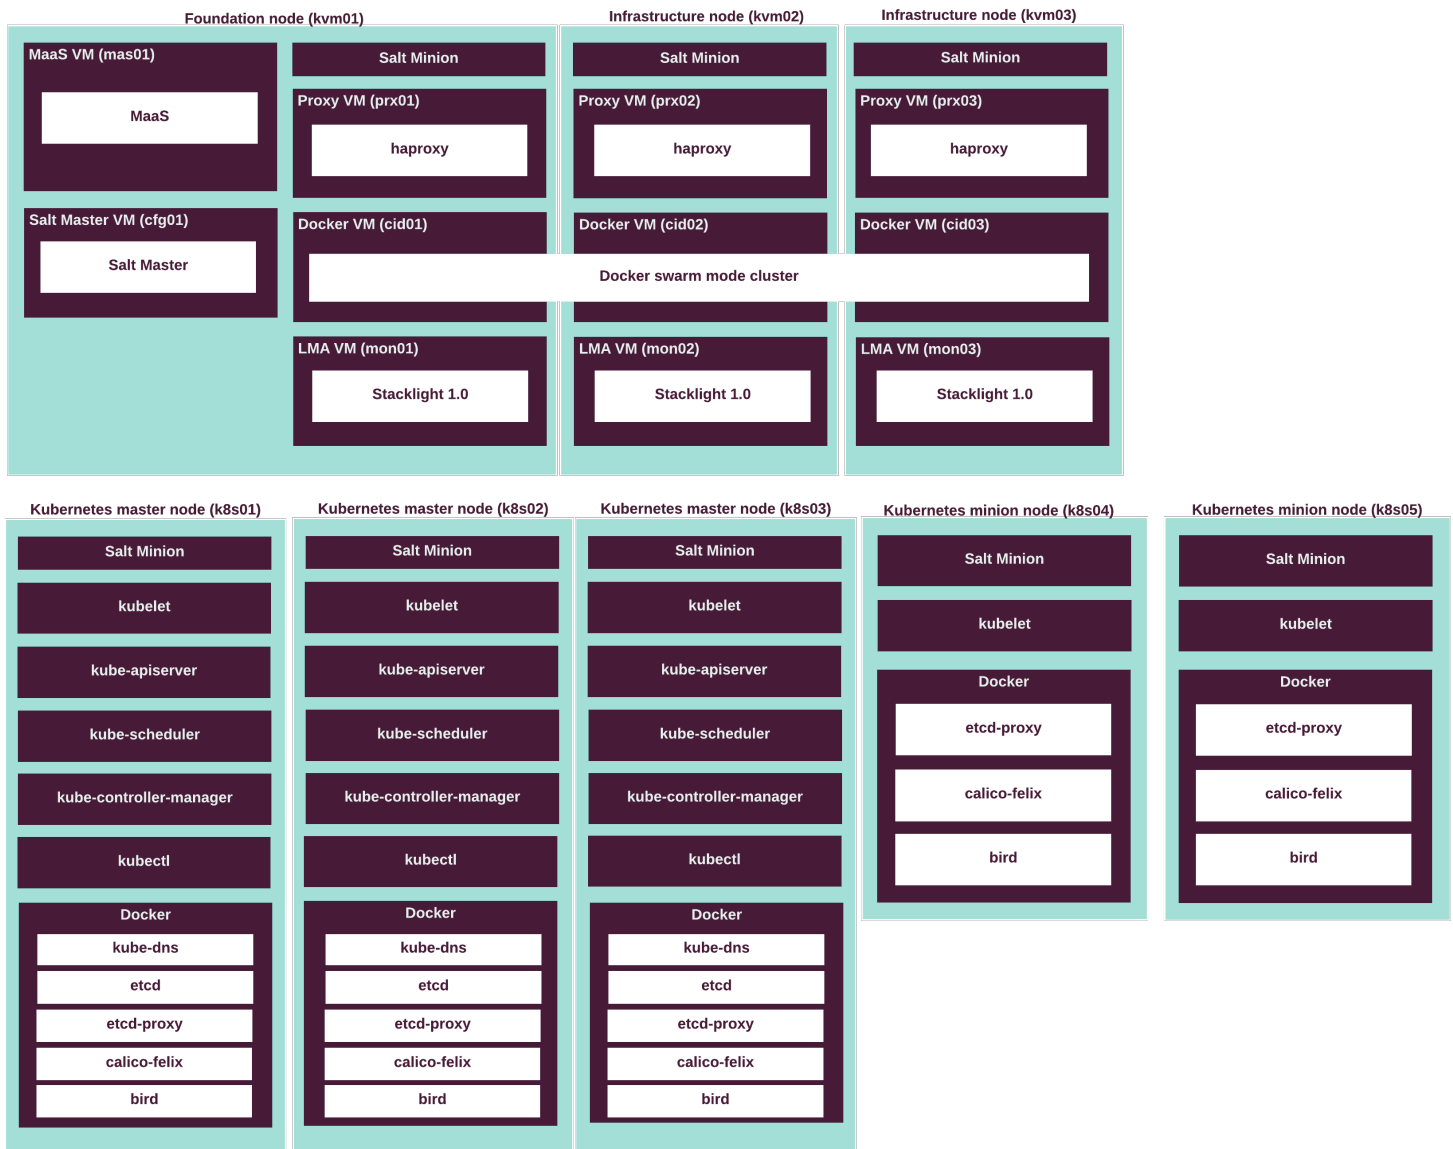 Foundation node (kvm01)
MaaS VM (mas01)
MaaS
Salt Master VM (cfg01)
Salt Master
Salt Minion
Proxy VM (prx01)
haproxy
Docker VM (cid01)
LMA VM (mon01)
Stacklight 1.0
Infrastructure node (kvm02)
Salt Minion
Proxy VM (prx02)
haproxy
Docker VM (cid02)
Docker swarm mode cluster
LMA VM (mon02)
Stacklight 1.0
Infrastructure node (kvm03)
Salt Minion
Proxy VM (prx03)
haproxy
Docker VM (cid03)
LMA VM (mon03)
Stacklight 1.0
Kubernetes master node (k8s01)
Salt Minion
kubelet
kube-apiserver
kube-scheduler
kube-controller-manager
kubectl
Docker
kube-dns
etcd
etcd-proxy
calico-felix
bird
Kubernetes master node (k8s02)
Salt Minion
kubelet
kube-apiserver
kube-scheduler
kube-controller-manager
kubectl
Docker
kube-dns
etcd
etcd-proxy
calico-felix
bird
Kubernetes master node (k8s03)
Salt Minion
kubelet
kube-apiserver
kube-scheduler
kube-controller-manager
kubectl
Docker
kube-dns
etcd
etcd-proxy
calico-felix
bird
Kubernetes minion node (k8s04)
Salt Minion
kubelet
Docker
etcd-proxy
calico-felix
bird
Kubernetes minion node (k8s05)
Salt Minion
kubelet
Docker
etcd-proxy
calico-felix
bird